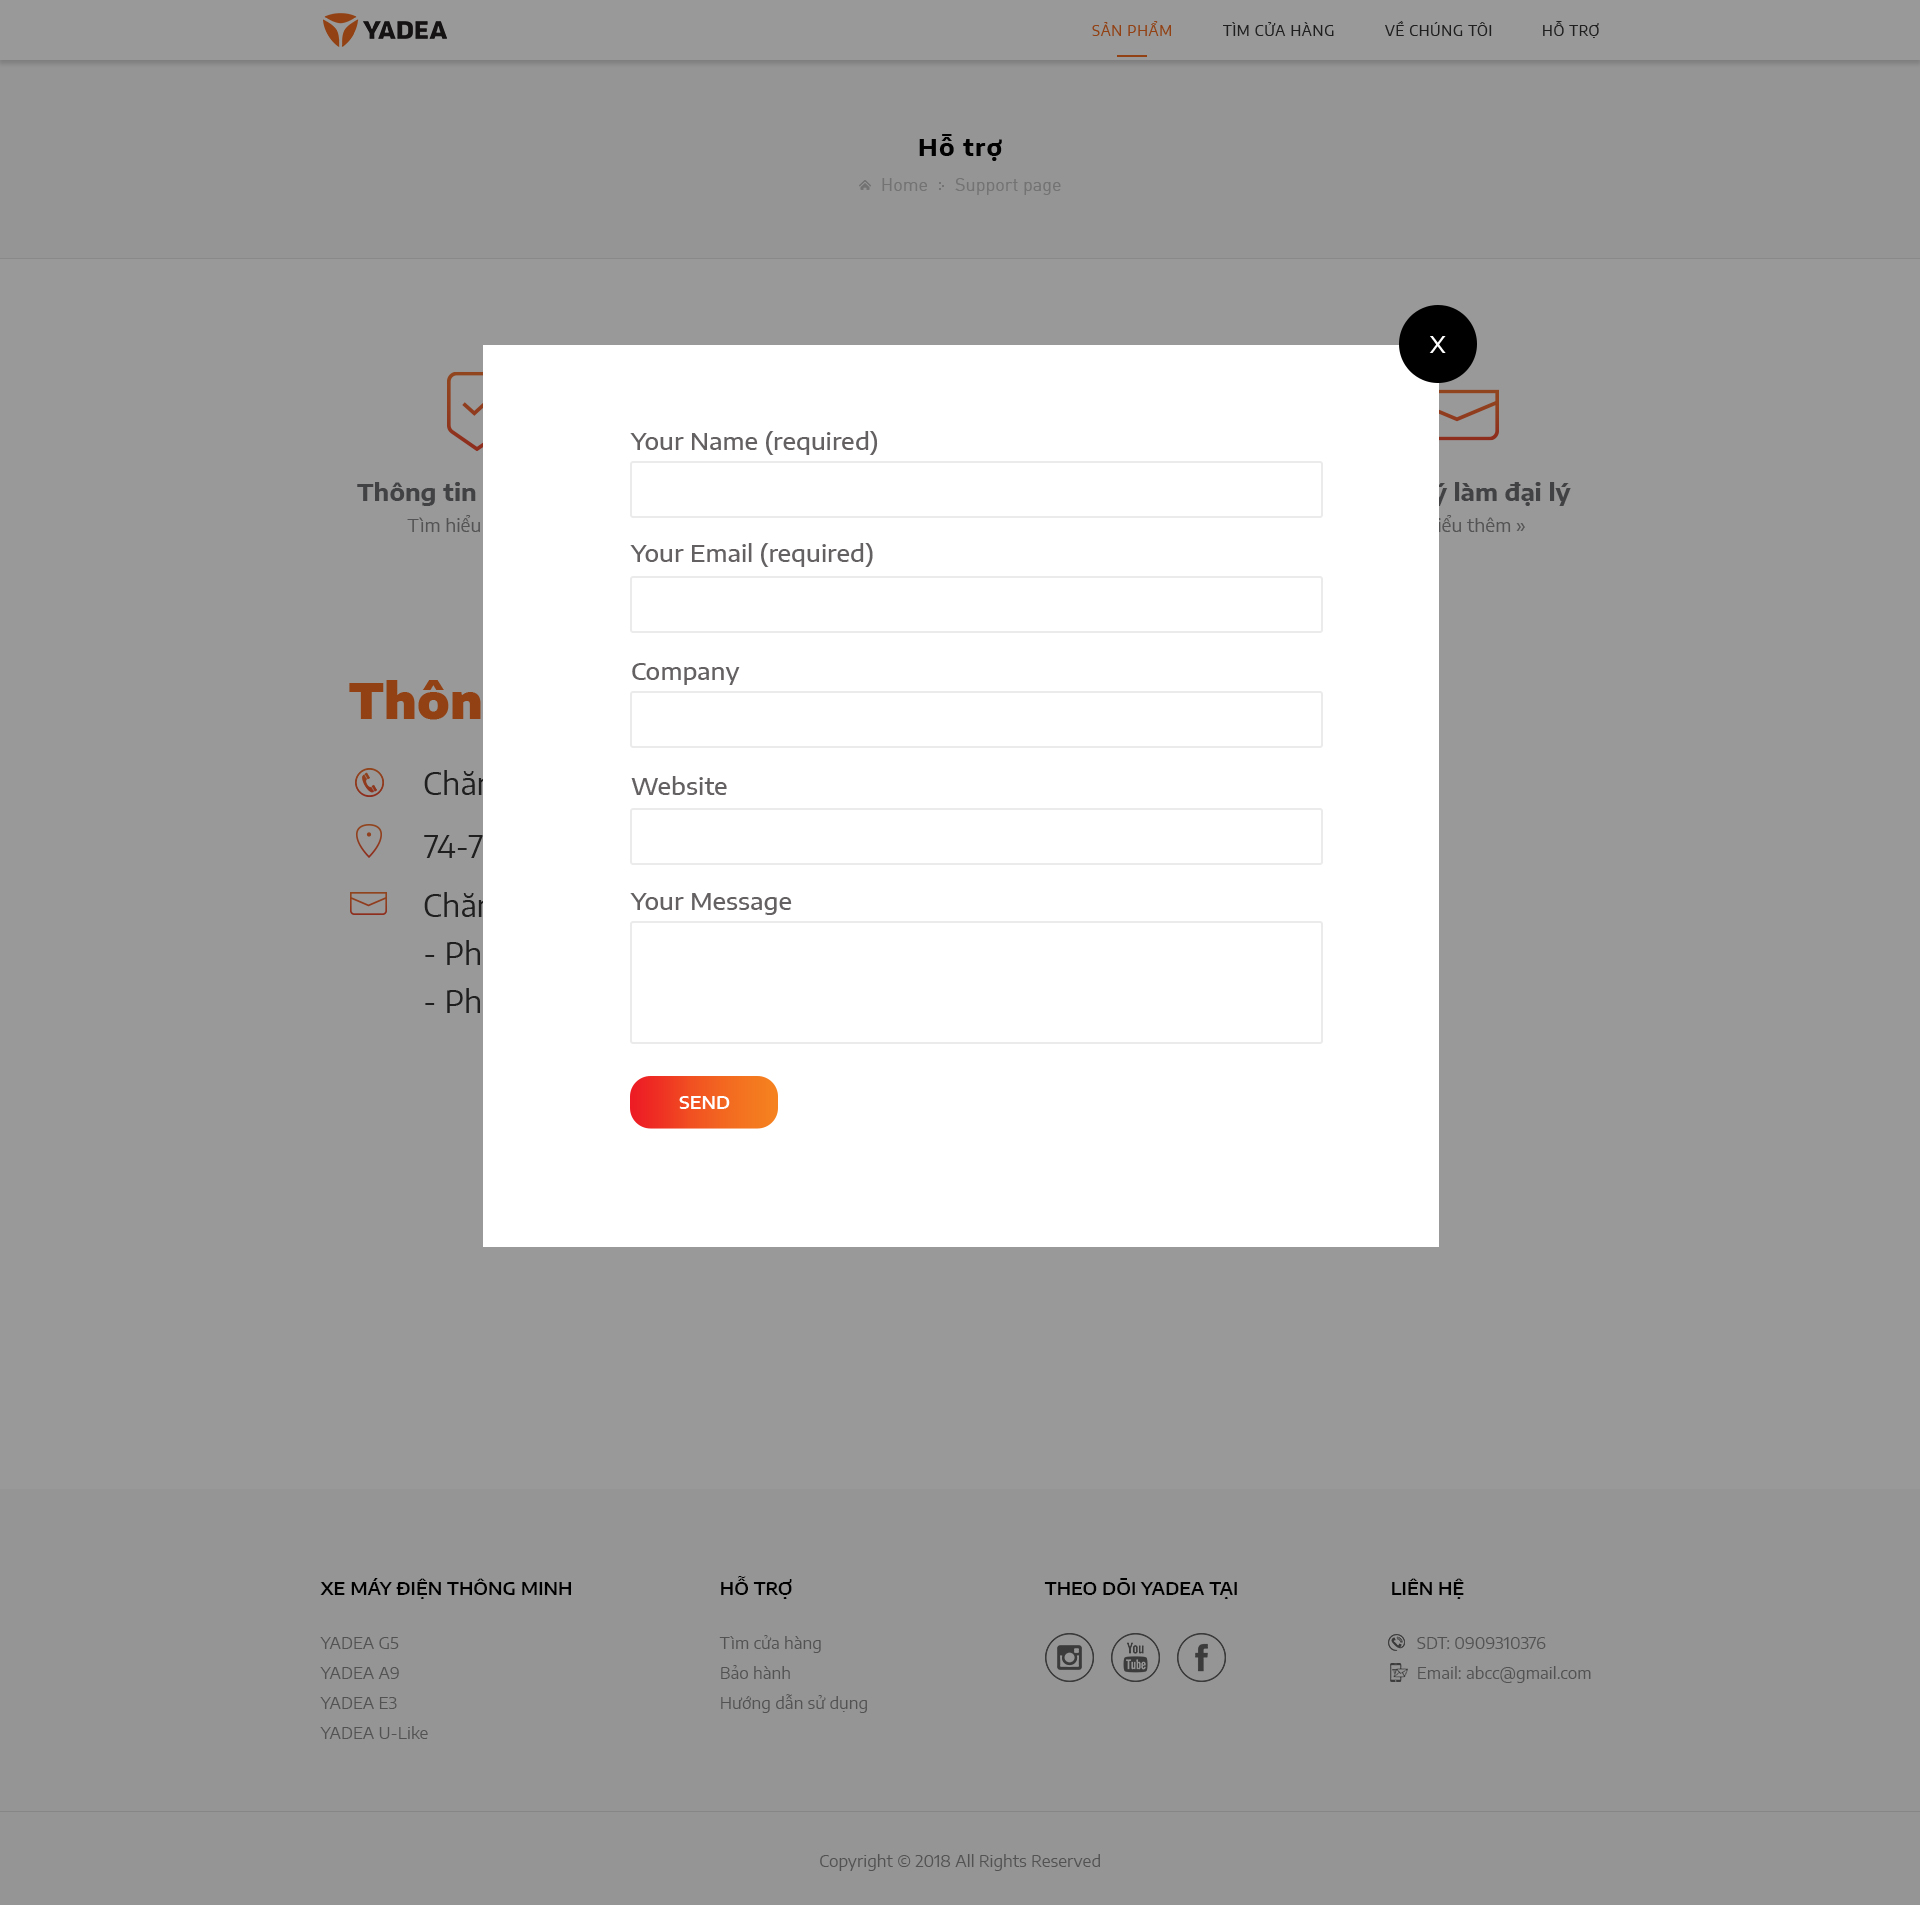 YADEA
SẢN PHẨM
TÌM CỬA HÀNG
VỀ CHÚNG TÔI
HỖ TRỢ
Hỗ trợ
Home
Support page
X
Thông tin
Tìm hiểu
ý làm đại lý
iểu thêm »
Your Name (required)
Your Email (required)
Company
Website
Your Message
SEND
Thôn
Chăn
74-7
Chăn
- Ph
- Ph
XE MÁY ĐIỆN THÔNG MINH
YADEA G5
YADEA A9
YADEA E3
YADEA U-Like
HỖ TRỢ
Tìm cửa hàng
Bảo hành
Hướng dẫn sử dụng
THEO DÕI YADEA TẠI
You
Tube
LIÊN HỆ
SDT: 0909310376
Email: abcc@gmail.com
Copyright © 2018 All Rights Reserved